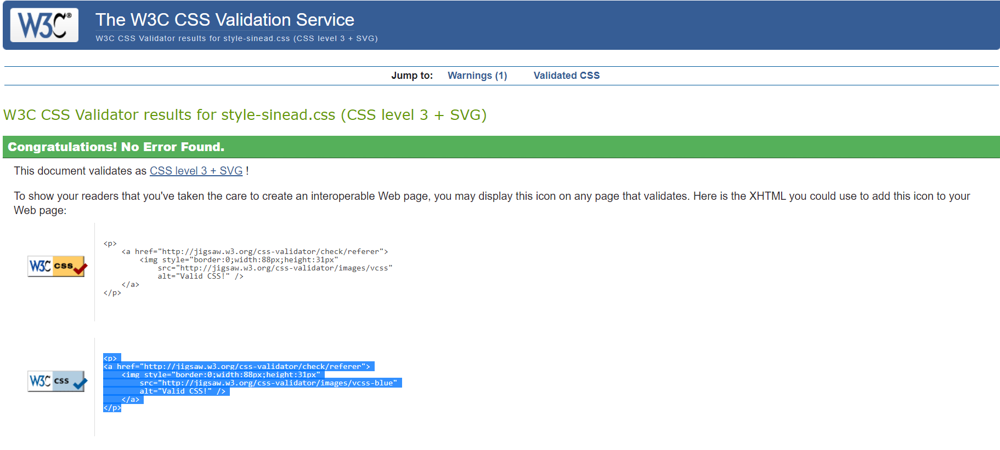 W3C®
The W3C CSS Validation Service
W3C CSS Validator results for style-sinead.css (CSS level 3 + SVG)
Jump to: Warnings (1) Validated CSS
W3C CSS Validator results for style-sinead.css (CSS level 3 + SVG)
Congratulations! No Error Found.
This document validates as CSS level 3 + SVG !
To show your readers that you've taken the care to create an interoperable Web page, you may display this icon on any page that validates. Here is the XHTML you could use to add this icon to your
Web page:
W3C css
<p>
<a href="http://jigsaw.w3.org/css-validator/check/referer">
<img style="border:0;width:88px;height:31px"
src="http://jigsaw.w3.org/css-validator/images/vcss"
alt="Valid CSS!" />
</a>
</p>
W3C css
<p>
<a href="http://jigsaw.w3.org/css-validator/check/referer">
<img style="border:0;width:88px;height:31px"
src="http://jigsaw.w3.org/css-validator/images/vcss-blue"
alt="Valid CSS!" />
</a>
</p>